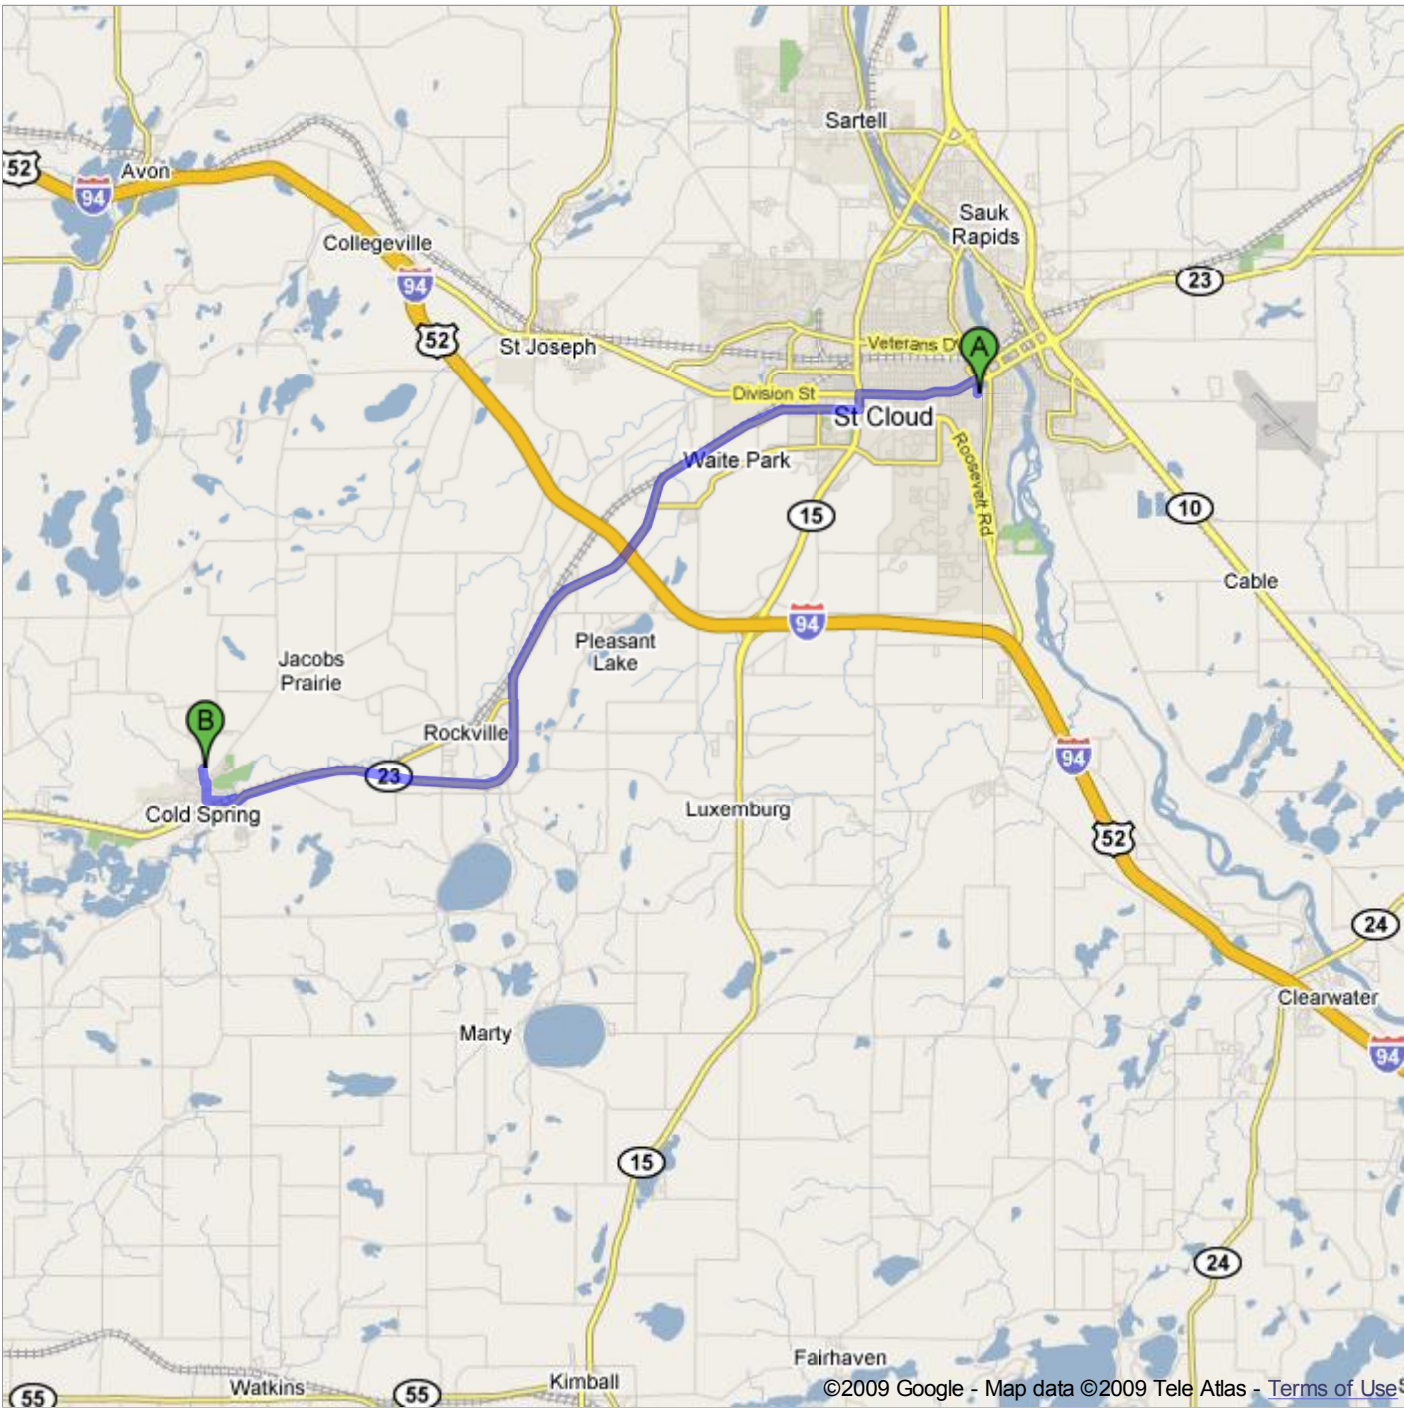 Sartell
52
Avon
94
Sauk
Rapids
Collegeville
94
23
52
St Joseph
Veterans D
A
Division St
St Cloud
Waite Park
Roosevelt Rd
15
10
Cable
94
Pleasant
Lake
Jacobs
Prairie
B
Rockville
94
23
Cold Spring
Luxemburg
52
24
Clearwater
Marty
94
15
24
Fairhaven
Kimball
Watkins
55
55
©2009 Google - Map data ©2009 Tele Atlas - Terms of Use